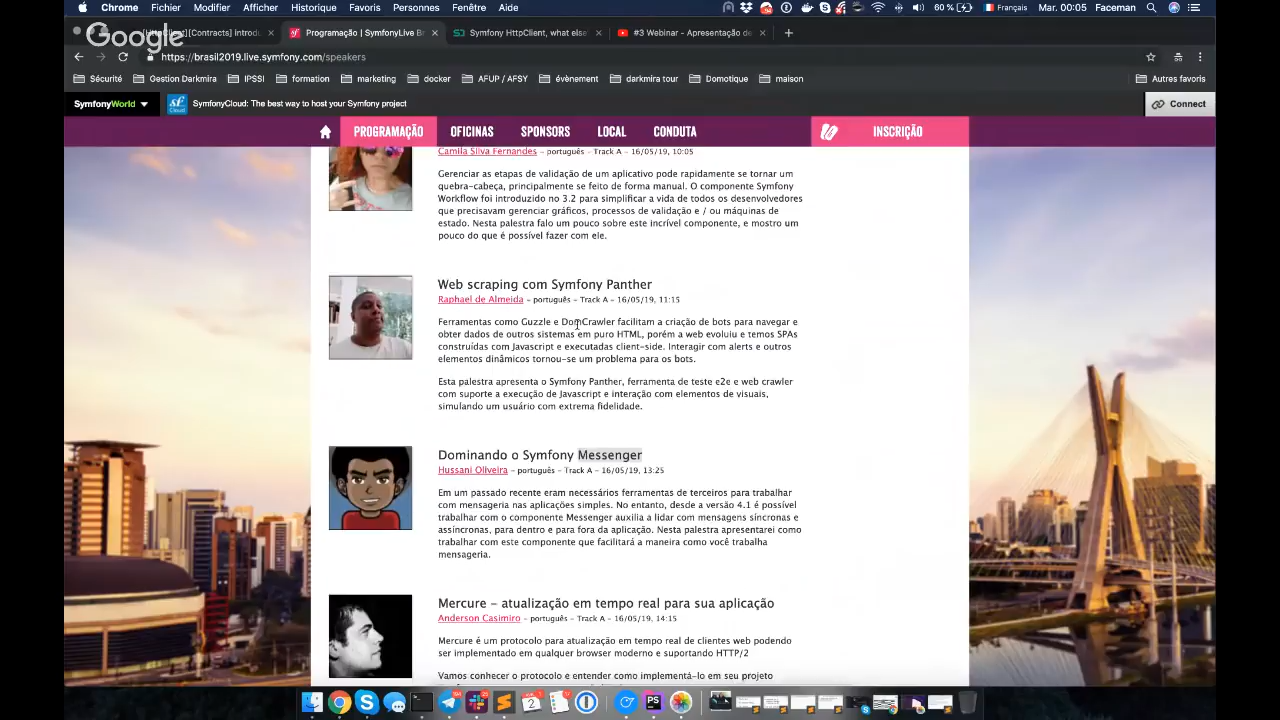 Chrome Fichier Modifier Afficher Historique Favoris Personnes Fenêtre Aide
60 % Français Mar. 00:05 Faceman
Google
[HttpClient][Contracts] introdu
Programação | SymfonyLive Br
Symfony HttpClient, what else
#3 Webinar - Apresentação de
https://brasil2019.live.symfony.com/speakers
Sécurité Gestion Darkmira IPSSI formation marketing docker AFUP / AFSY évènement darkmira tour Domotique maison Autres favoris
SymfonyWorld SymfonyCloud: The best way to host your Symfony project Connect
PROGRAMAÇÃO OFICINAS SPONSORS LOCAL CONDUTA INSCRIÇÃO
Camila Silva Fernandes – português – Track A – 16/05/19, 10:05
Gerenciar as etapas de validação de um aplicativo pode rapidamente se tornar um
quebra-cabeça, principalmente se feito de forma manual. O componente Symfony
Workflow foi introduzido no 3.2 para simplificar a vida de todos os desenvolvedores
que precisavam gerenciar gráficos, processos de validação e / ou máquinas de
estado. Nesta palestra falo um pouco sobre este incrível componente, e mostro um
pouco do que é possível fazer com ele.
Web scraping com Symfony Panther
Raphael de Almeida – português – Track A – 16/05/19, 11:15
Ferramentas como Guzzle e DomCrawler facilitam a criação de bots para navegar e
obter dados de outros sistemas em puro HTML, porém a web evoluiu e temos SPAs
construídas com Javascript e executadas client-side. Interagir com alerts e outros
elementos dinâmicos tornou-se um problema para os bots.
Esta palestra apresenta o Symfony Panther, ferramenta de teste e2e e web crawler
com suporte a execução de Javascript e interação com elementos de visuais,
simulando um usuário com extrema fidelidade.
Dominando o Symfony Messenger
Hussani Oliveira – português – Track A – 16/05/19, 13:25
Em um passado recente eram necessários ferramentas de terceiros para trabalhar
com mensageria nas aplicações simples. No entanto, desde a versão 4.1 é possível
trabalhar com o componente Messenger auxilia a lidar com mensagens síncronas e
assíncronas, para dentro e para fora da aplicação. Nesta palestra apresentarei como
trabalhar com este componente que facilitará a maneira como você trabalha
mensageria.
Mercure – atualização em tempo real para sua aplicação
Anderson Casimiro – português – Track A – 16/05/19, 14:15
Mercure é um protocolo para atualização em tempo real de clientes web podendo
ser implementado em qualquer browser moderno e suportando HTTP/2
Vamos conhecer o protocolo e entender como implementá-lo em seu projeto